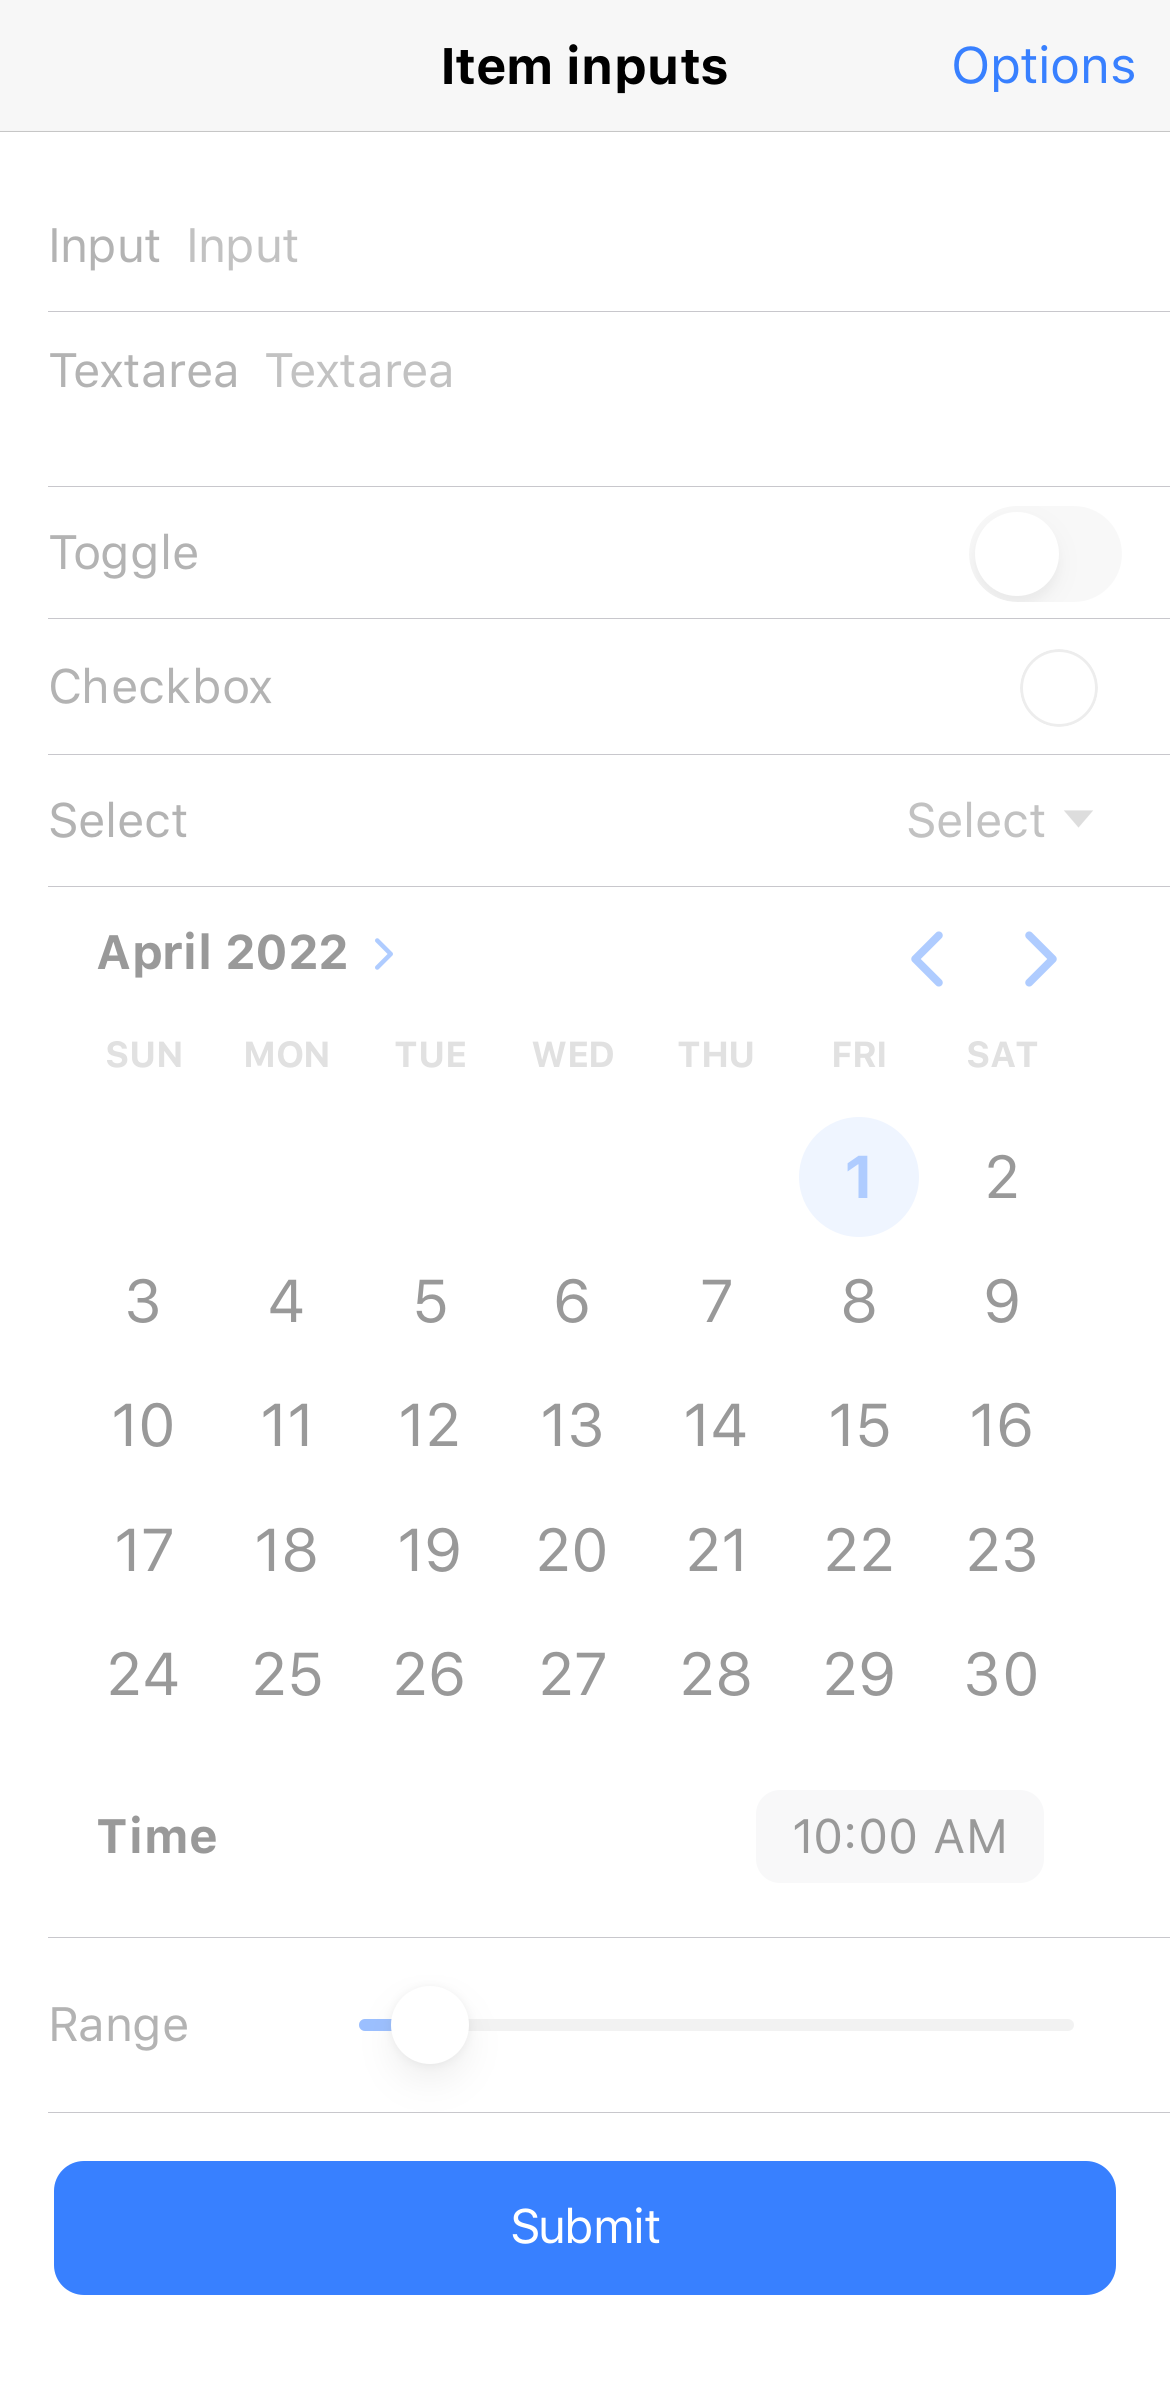 Item inputs Options
Input Input
Textarea Textarea
Toggle
Checkbox
Select Select
April 2022
SUN MON TUE WED THU FRI SAT
1 2
3 4 5 6 7 8 9
10 11 12 13 14 15 16
17 18 19 20 21 22 23
24 25 26 27 28 29 30
Time 10:00 AM
Range
Submit